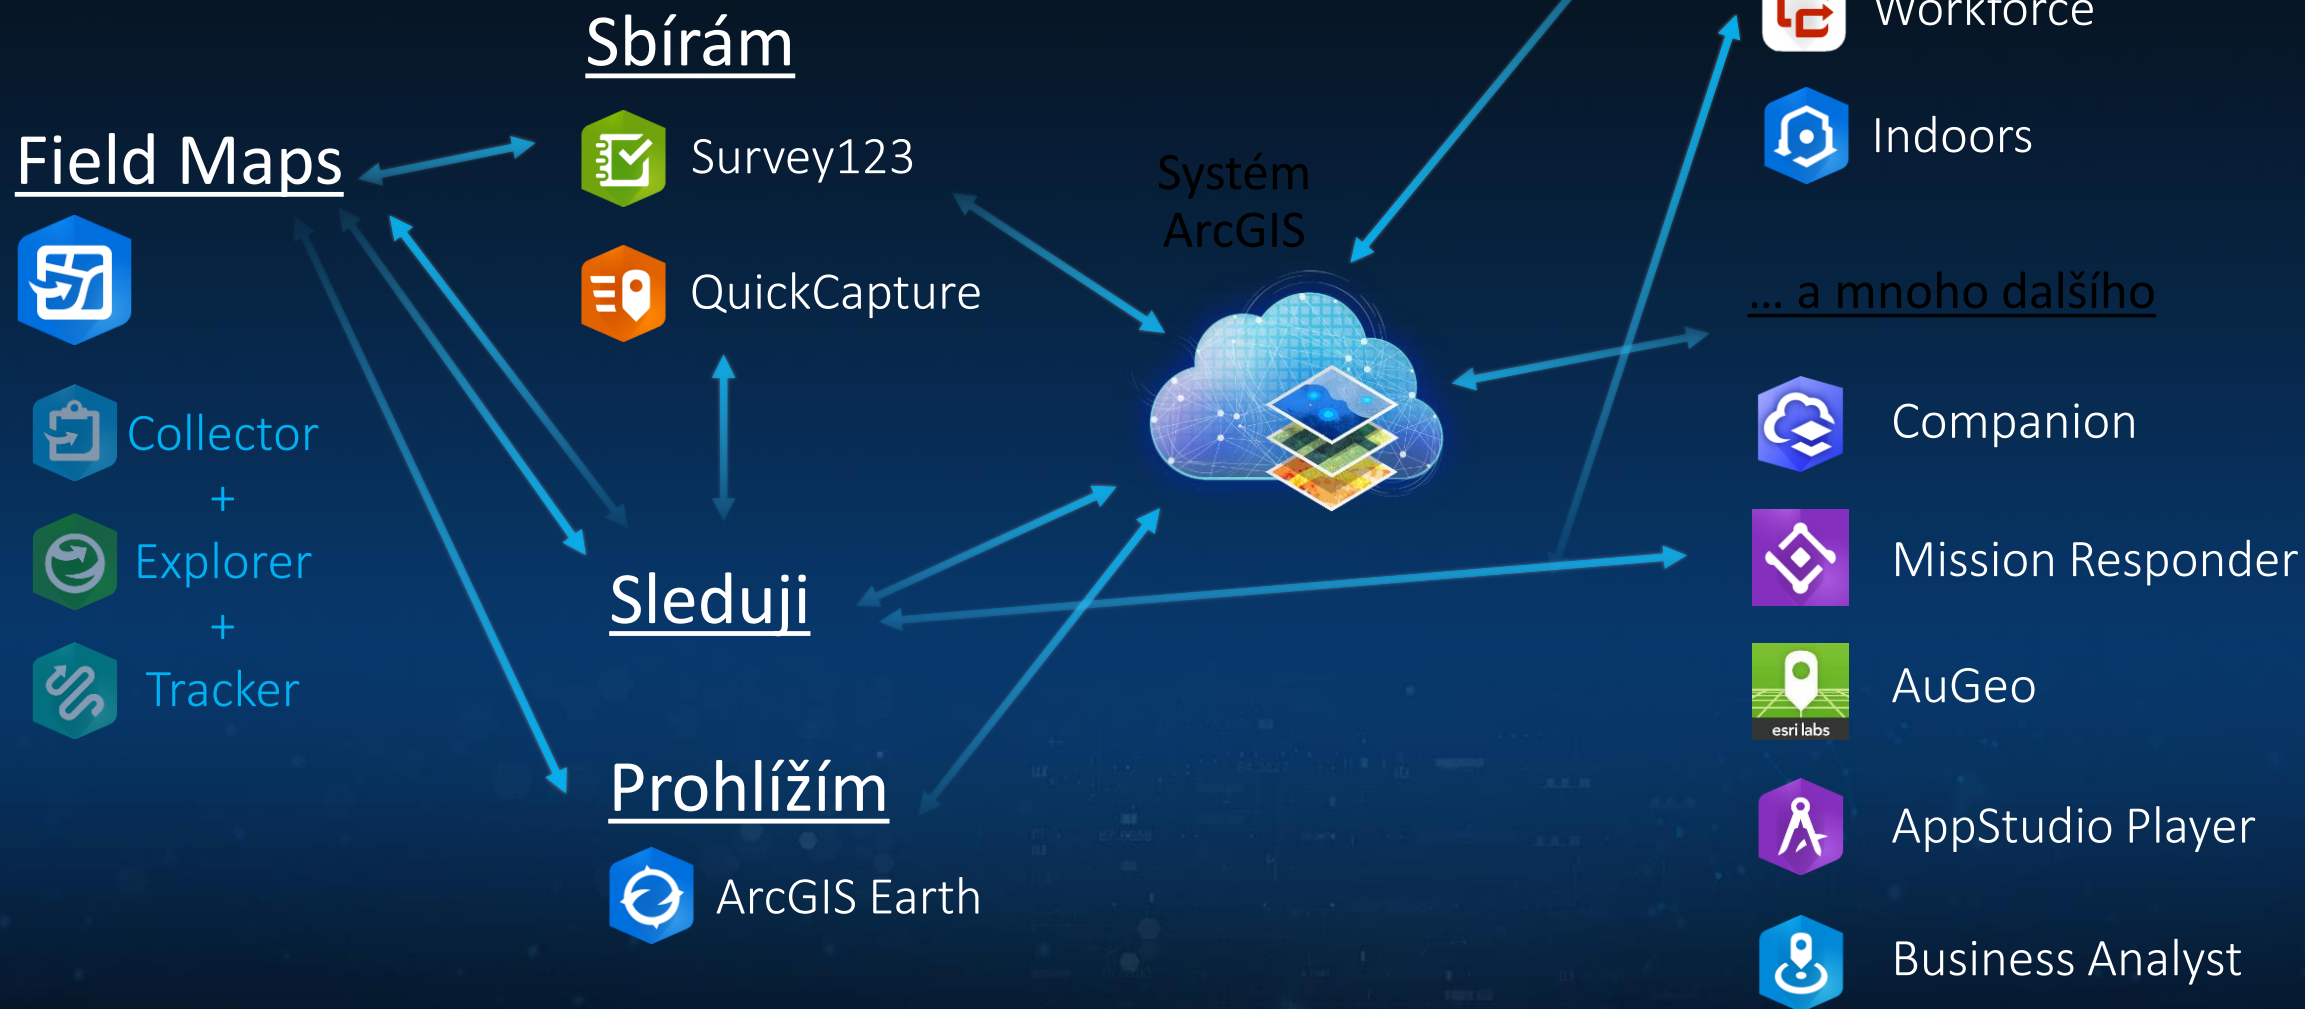 Field Maps
Collector
+
Explorer
+
Tracker
Sbírám
Survey123
QuickCapture
Sleduji
Prohlížím
ArcGIS Earth
Systém
ArcGIS
Workforce
Indoors
... a mnoho dalšího
Companion
Mission Responder
AuGeo
esri labs
AppStudio Player
Business Analyst